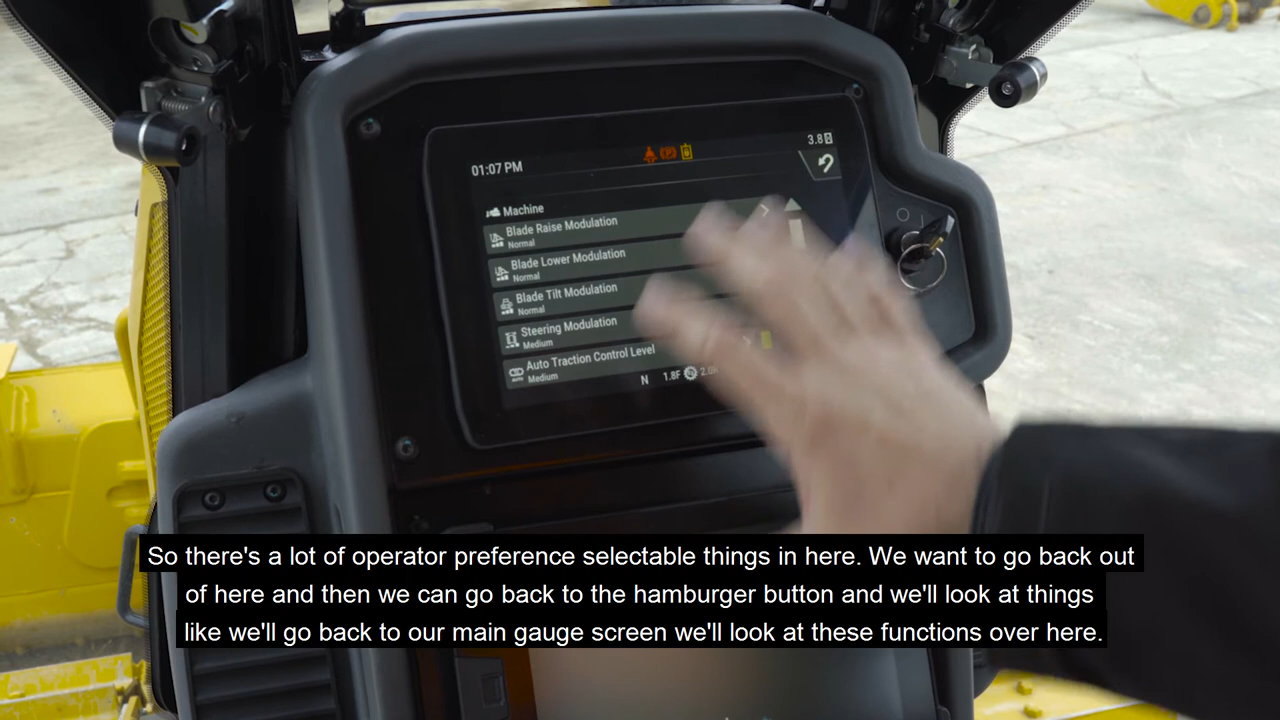 01:07 PM
3.8
Machine
Blade Raise Modulation
Normal
Blade Lower Modulation
Normal
Blade Tilt Modulation
Normal
Steering Modulation
Medium
Auto Traction Control Level
Medium
N 1.8F
So there's a lot of operator preference selectable things in here. We want to go back out
of here and then we can go back to the hamburger button and we'll look at things
like we'll go back to our main gauge screen we'll look at these functions over here.